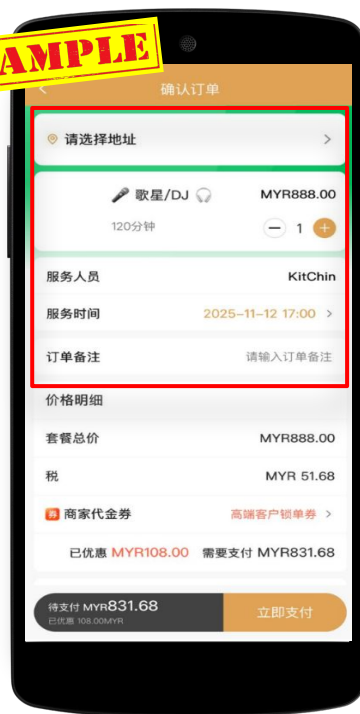 AMPLE
确认订单
请选择地址
歌星/DJ MYR888.00
120分钟 1
服务人员 KitChin
服务时间 2025-11-12 17:00
订单备注 请输入订单备注
价格明细
套餐总价 MYR888.00
税 MYR 51.68
券 商家代金券 高端客户锁单券
已优惠 MYR108.00 需要支付 MYR831.68
待支付 MYR831.68 立即支付
已优惠 108.00MYR